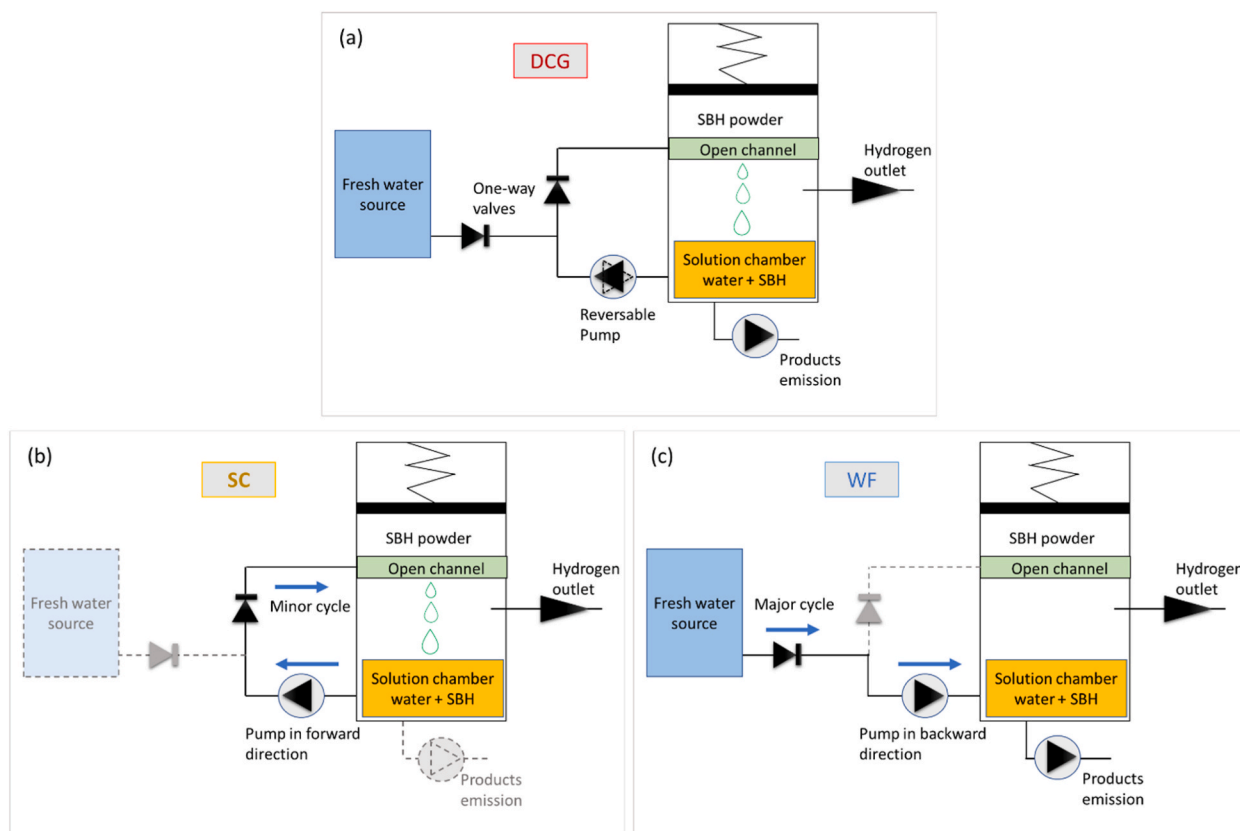 (a)
DCG
SBH powder
Open channel
Hydrogen
outlet
Fresh water
source
One-way
valves
Solution chamber
water + SBH
Reversable
Pump
Products
emission
(b)
SC
SBH powder
Open channel
Hydrogen
outlet
Fresh water
source
Minor cycle
Solution chamber
water + SBH
Pump in forward
direction
Products
emission
(c)
WF
SBH powder
Open channel
Hydrogen
outlet
Fresh water
source
Major cycle
Solution chamber
water + SBH
Pump in backward
direction
Products
emission